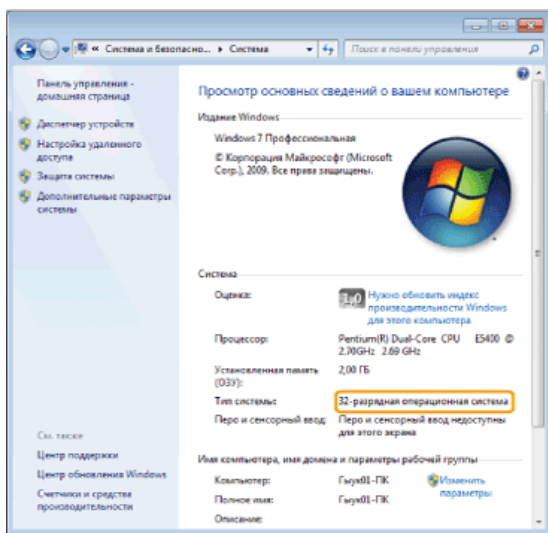 « Система и безопасно... ▸ Система
Поиск в панели управления
Панель управления -
домашняя страница
Диспетчер устройств
Настройка удаленного
доступа
Защита системы
Дополнительные параметры
системы
См. также
Центр поддержки
Центр обновления Windows
Счетчики и средства
производительности
Просмотр основных сведений о вашем компьютере
Издание Windows
Windows 7 Профессиональная
© Корпорация Майкрософт (Microsoft
Corp.), 2009. Все права защищены.
Система
Оценка:
1,0 Нужно обновить индекс
производительности Windows
для этого компьютера
Процессор: Pentium(R) Dual-Core CPU E5400 @
2.70GHz 2.69 GHz
Установленная память 2,00 ГБ
(ОЗУ):
Тип системы: 32-разрядная операционная система
Перо и сенсорный ввод: Перо и сенсорный ввод недоступны
для этого экрана
Имя компьютера, имя домена и параметры рабочей группы
Компьютер: Гыук01-ПК Изменить
параметры
Полное имя: Гыук01-ПК
Описание: